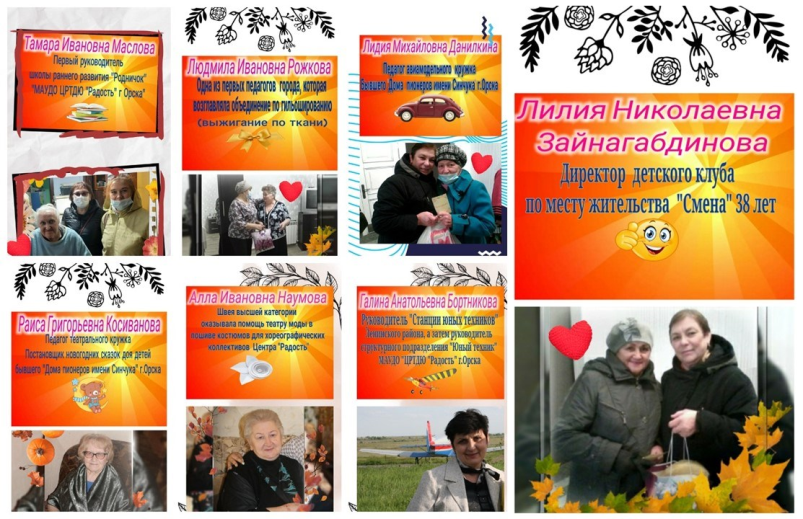 Тамара Ивановна Маслова
Первый руководитель
школы раннего развития "Родничок"
"МАУДО ЦРТДЮ "Радость" г Орска"
Людмила Ивановна Рожкова
Одна из первых педагогов города, которая
возглавляла объединение по гильошированию
(выжигание по ткани)
Лидия Михайловна Данилкина
Педагог авиамодельного кружка
бывшего Дома пионеров имени Синчука г.Орска
Лилия Николаевна
Зайнагабдинова
Директор детского клуба
по месту жительства "Смена" 38 лет
Раиса Григорьевна Косиванова
Педагог театрального кружка
Постановщик новогодних сказок для детей
бывшего "Дома пионеров имени Синчука" г.Орска
Алла Ивановна Наумова
Швея высшей категории
оказывала помощь театру моды в
пошиве костюмов для хореографических
коллективов Центра "Радость"
Галина Анатольевна Бортникова
Руководитель "Станции юных техников"
Ленинского района, а затем руководитель
структурного подразделения "Юный техник"
МАУДО "ЦРТДЮ "Радость" г.Орска